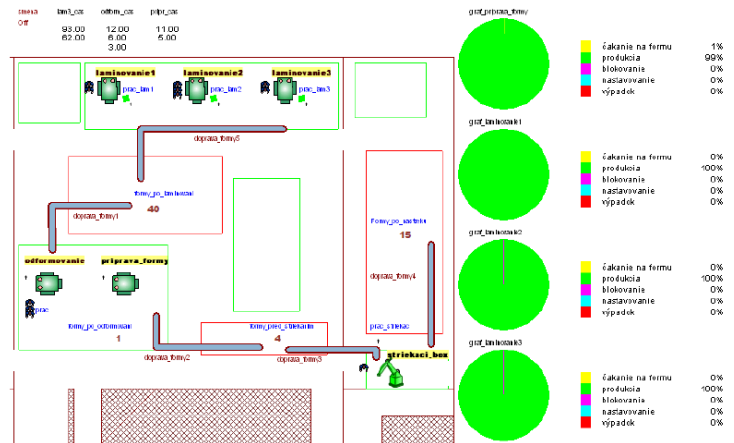 smena lam3_cas odform_cas pripr_cas
Off
93.00 12.00 11.00
62.00 6.00 5.00
3.00
laminovanie1 laminovanie2 laminovanie3
prac_lam1 prac_lam2 prac_lam3
doprava_formy5
formy_po_laminovani
40
doprava_formy1
formy_po_nastreku
15
odformovanie priprava_formy
doprava_formy4
prac
formy_po_odformovani
1
formy_pred_striekanim
4
prac_striekac
doprava_formy2
doprava_formy3
striekaci_box
graf_priprava_formy
čakanie na formu 1%
produkcia 99%
blokovanie 0%
nastavovanie 0%
výpadok 0%
graf_laminovanie1
čakanie na formu 0%
produkcia 100%
blokovanie 0%
nastavovanie 0%
výpadok 0%
graf_laminovanie2
čakanie na formu 0%
produkcia 100%
blokovanie 0%
nastavovanie 0%
výpadok 0%
graf_laminovanie3
čakanie na formu 0%
produkcia 100%
blokovanie 0%
nastavovanie 0%
výpadok 0%